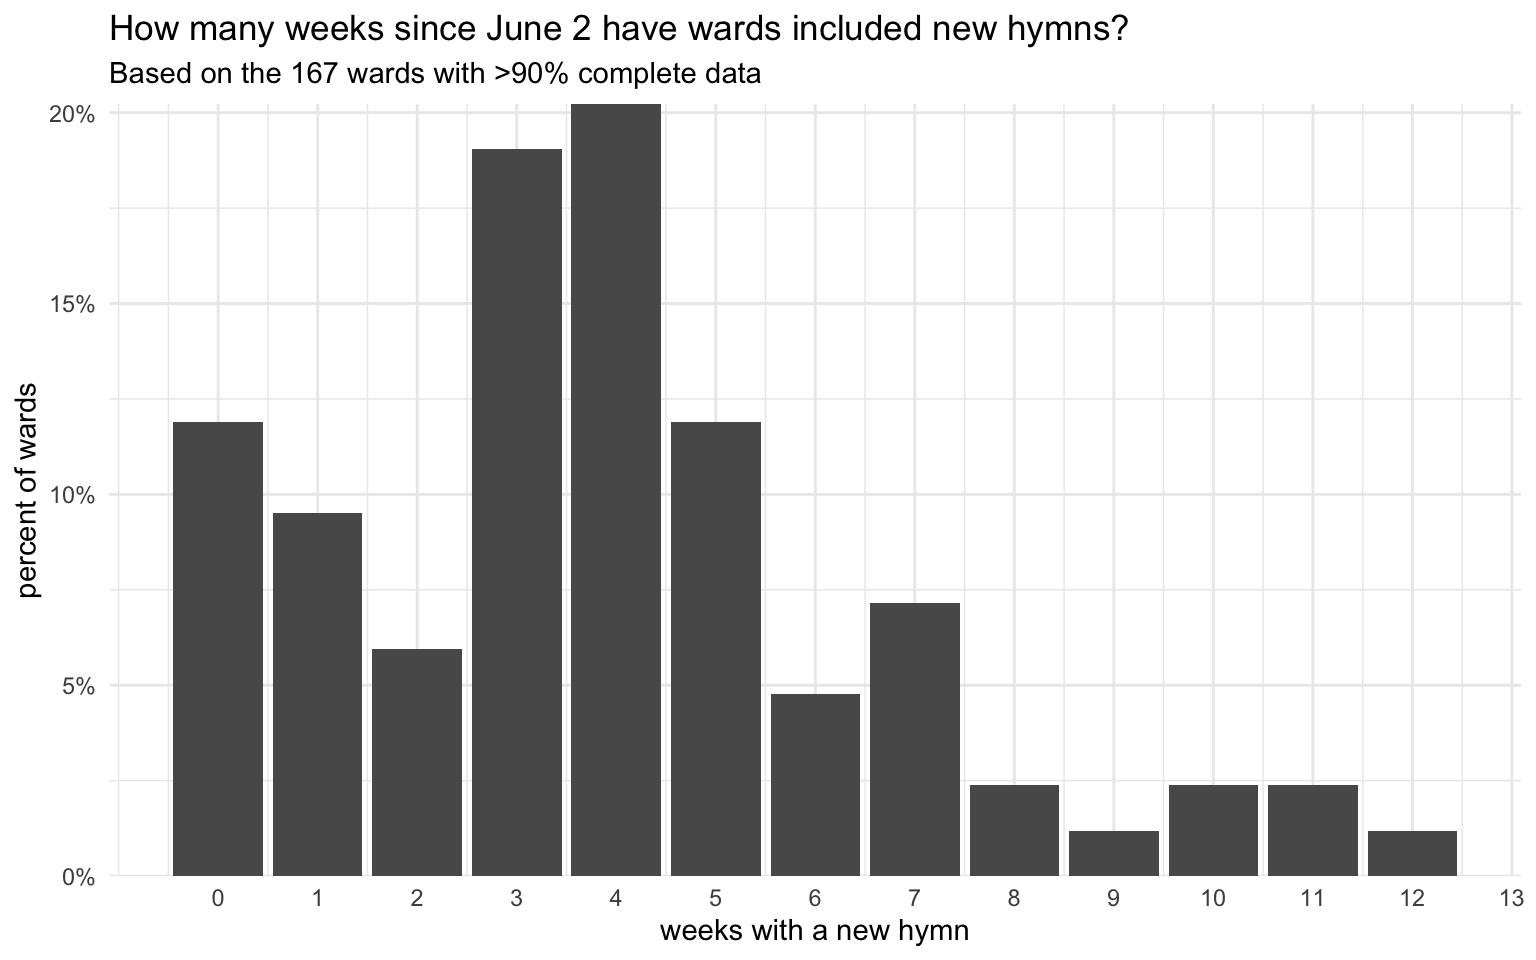 How many weeks since June 2 have wards included new hymns?
Based on the 167 wards with >90% complete data
percent of wards
20%
15%
10%
5%
0%
0 1 2 3 4 5 6 7 8 9 10 11 12 13
weeks with a new hymn